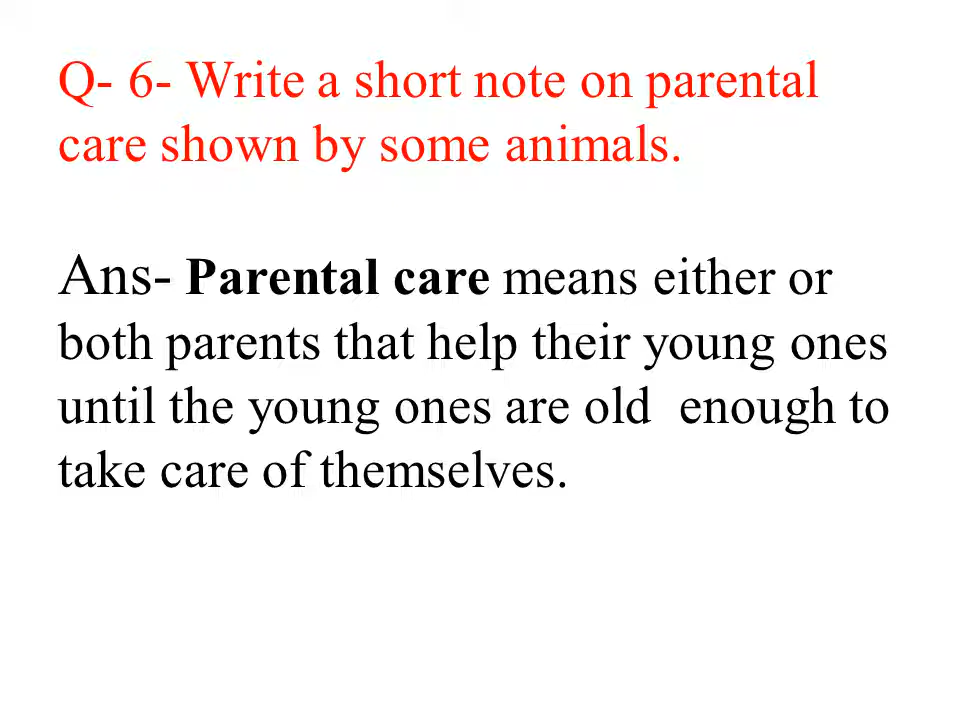 Q- 6- Write a short note on parental
care shown by some animals.
Ans- Parental care means either or
both parents that help their young ones
until the young ones are old  enough to
take care of themselves.